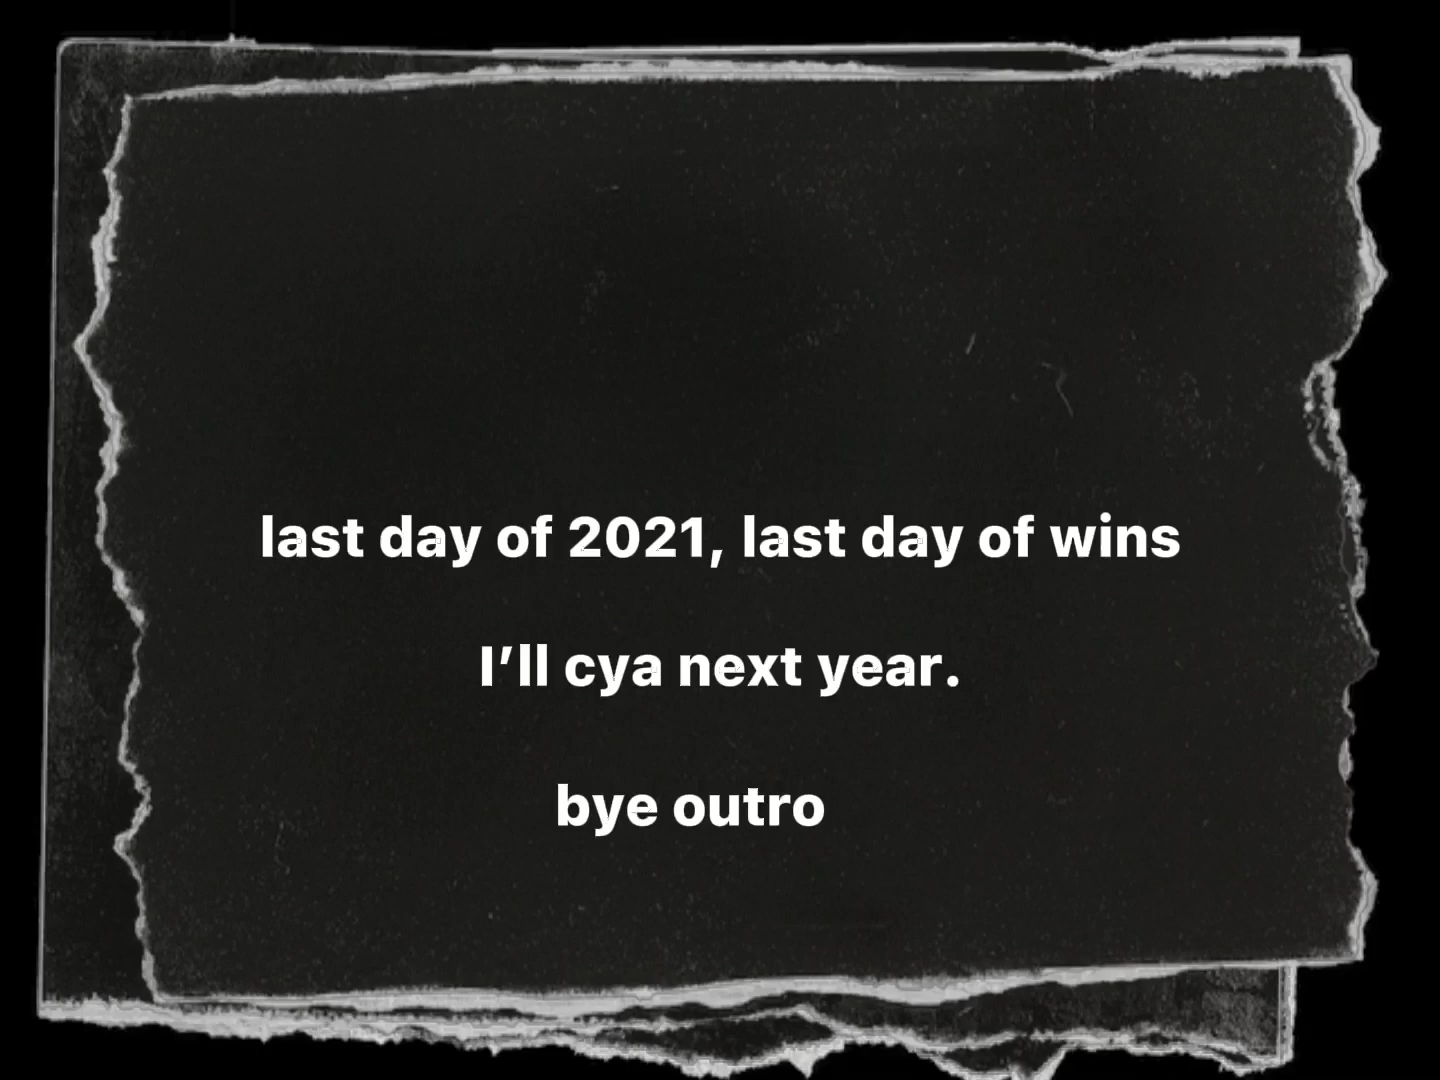 last day of 2021, last day of wins
I’ll cya next year.
bye outro